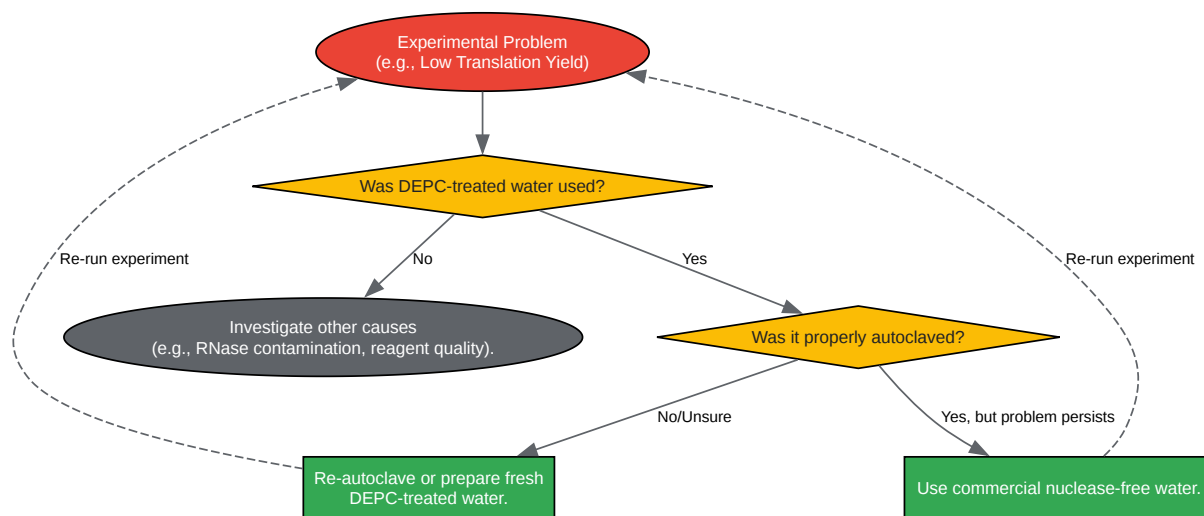 Experimental Problem
(e.g., Low Translation Yield)
Was DEPC-treated water used?
Re-run experiment
No
Yes
Re-run experiment
Investigate other causes
(e.g., RNase contamination, reagent quality).
Was it properly autoclaved?
No/Unsure
Yes, but problem persists
Re-autoclave or prepare fresh
DEPC-treated water.
Use commercial nuclease-free water.